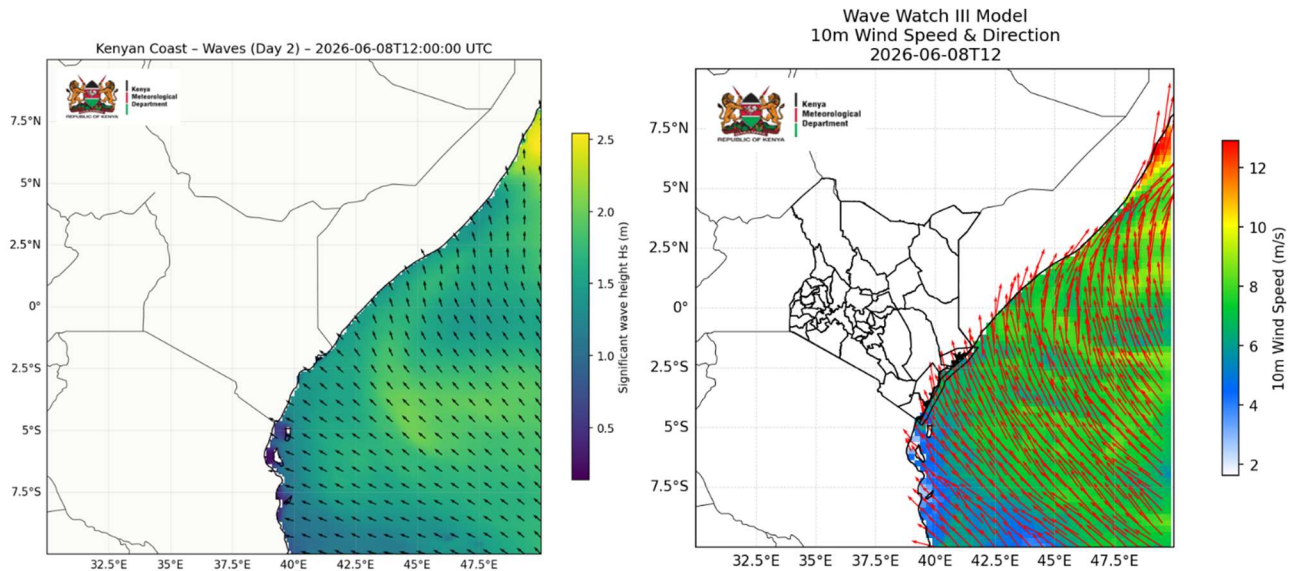 Kenyan Coast – Waves (Day 2) – 2026-06-08T12:00:00 UTC
Kenya
Meteorological
Department
REPUBLIC OF KENYA
7.5°N
5°N
2.5°N
0°
2.5°S
5°S
7.5°S
32.5°E
35°E
37.5°E
40°E
42.5°E
45°E
47.5°E
2.5
2.0
1.5
1.0
0.5
Significant wave height Hs (m)
Wave Watch III Model
10m Wind Speed & Direction
2026-06-08T12
Kenya
Meteorological
Department
REPUBLIC OF KENYA
7.5°N
5°N
2.5°N
0°
2.5°S
5°S
7.5°S
32.5°E
35°E
37.5°E
40°E
42.5°E
45°E
47.5°E
12
10
8
6
4
2
10m Wind Speed (m/s)